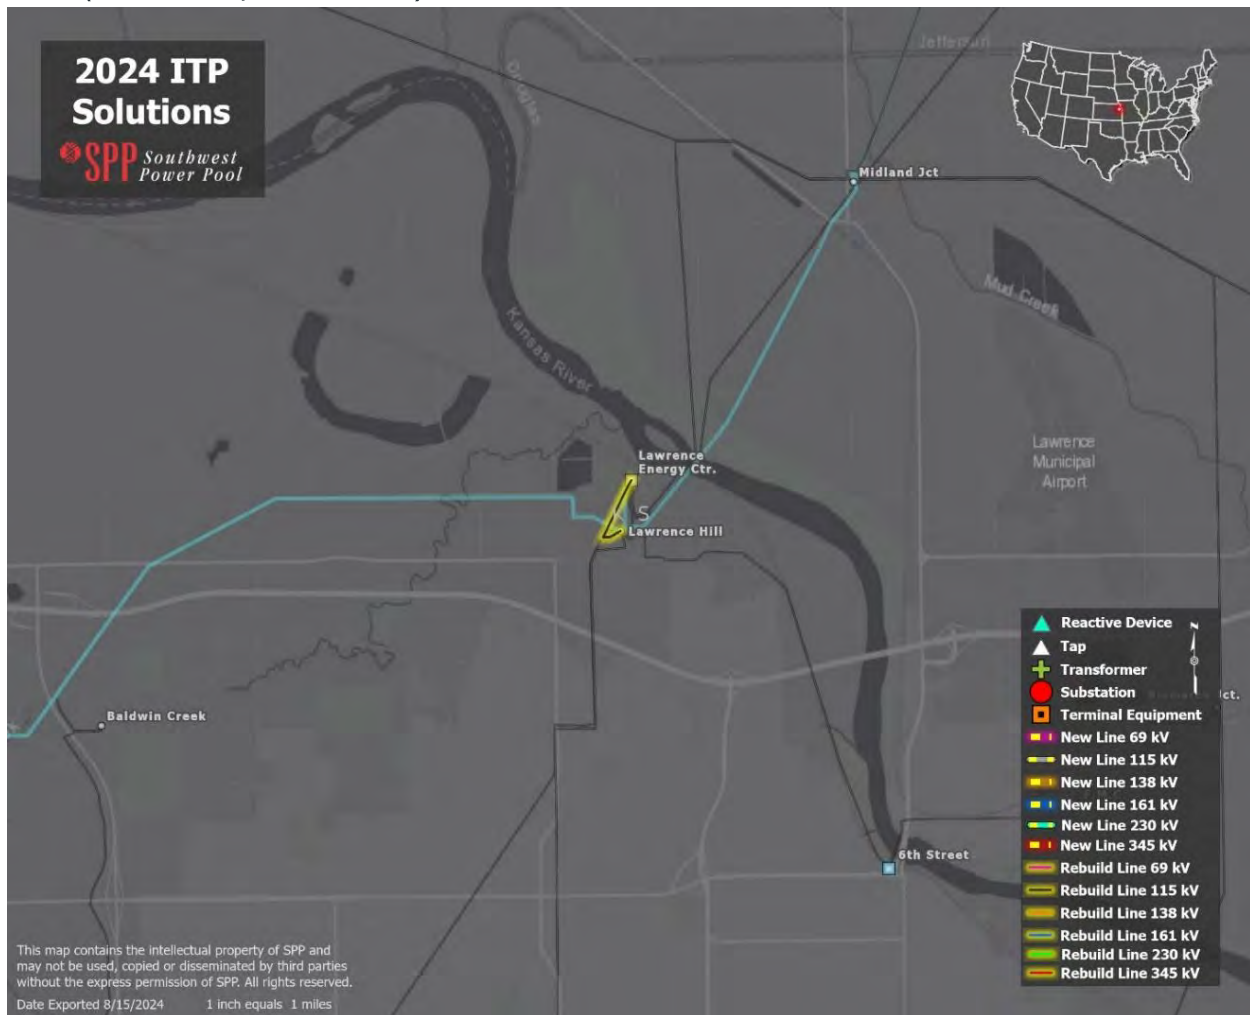 2024 ITP
Solutions
SPP Southwest
Power Pool
Jefferson
Douglas
Midland Jct
Mud Creek
Kansas River
Lawrence
Municipal
Airport
Lawrence
Energy Ctr.
S
Lawrence Hill
Baldwin Creek
6th Street
Reactive Device
Tap
Transformer
Substation
Terminal Equipment
New Line 69 kV
New Line 115 kV
New Line 138 kV
New Line 161 kV
New Line 230 kV
New Line 345 kV
Rebuild Line 69 kV
Rebuild Line 115 kV
Rebuild Line 138 kV
Rebuild Line 161 kV
Rebuild Line 230 kV
Rebuild Line 345 kV
N
Jct.
This map contains the intellectual property of SPP and
may not be used, copied or disseminated by third parties
without the express permission of SPP. All rights reserved.
Date Exported 8/15/2024 1 inch equals 1 miles